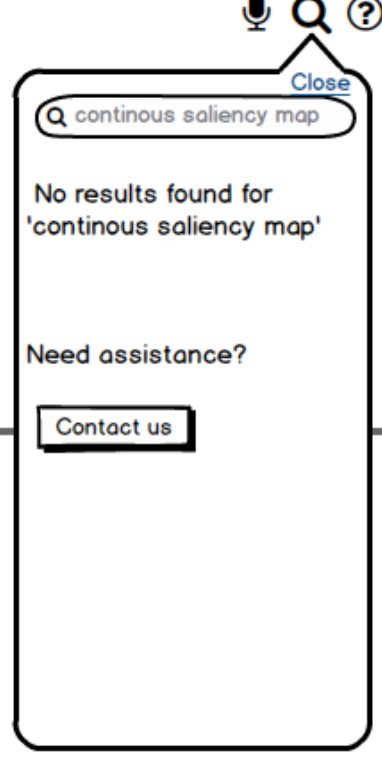 Close
continous saliency map
No results found for
'continous saliency map'
Need assistance?
Contact us